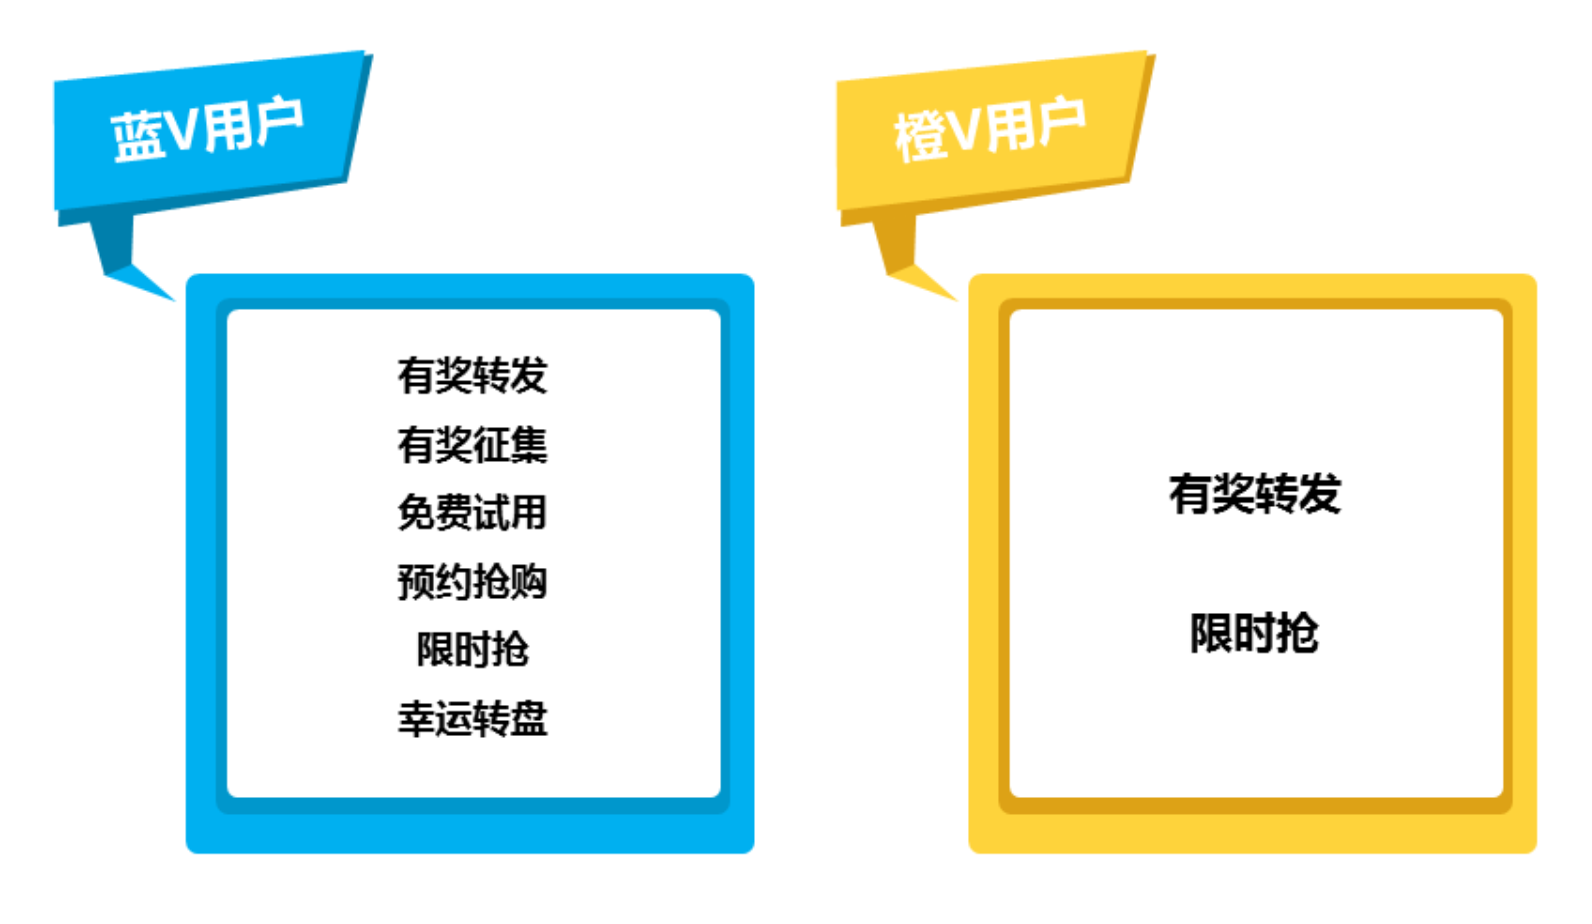 蓝V用户
有奖转发
有奖征集
免费试用
预约抢购
限时抢
幸运转盘
橙V用户
有奖转发
限时抢